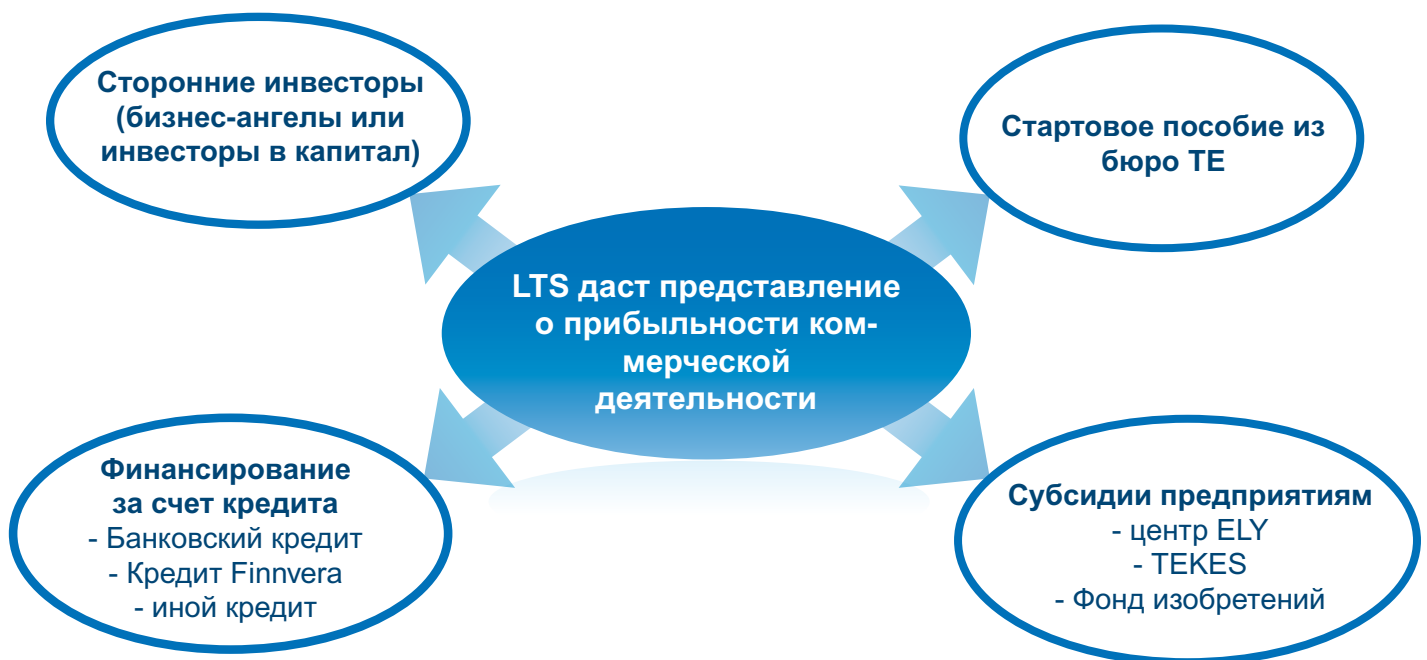 Сторонние инвесторы
(бизнес-ангелы или
инвесторы в капитал)
Стартовое пособие из
бюро TE
LTS даст представление
о прибыльности ком-
мерческой
деятельности
Финансирование
за счет кредита
- Банковский кредит
- Кредит Finnvera
- иной кредит
Субсидии предприятиям
- центр ELY
- TEKES
- Фонд изобретений